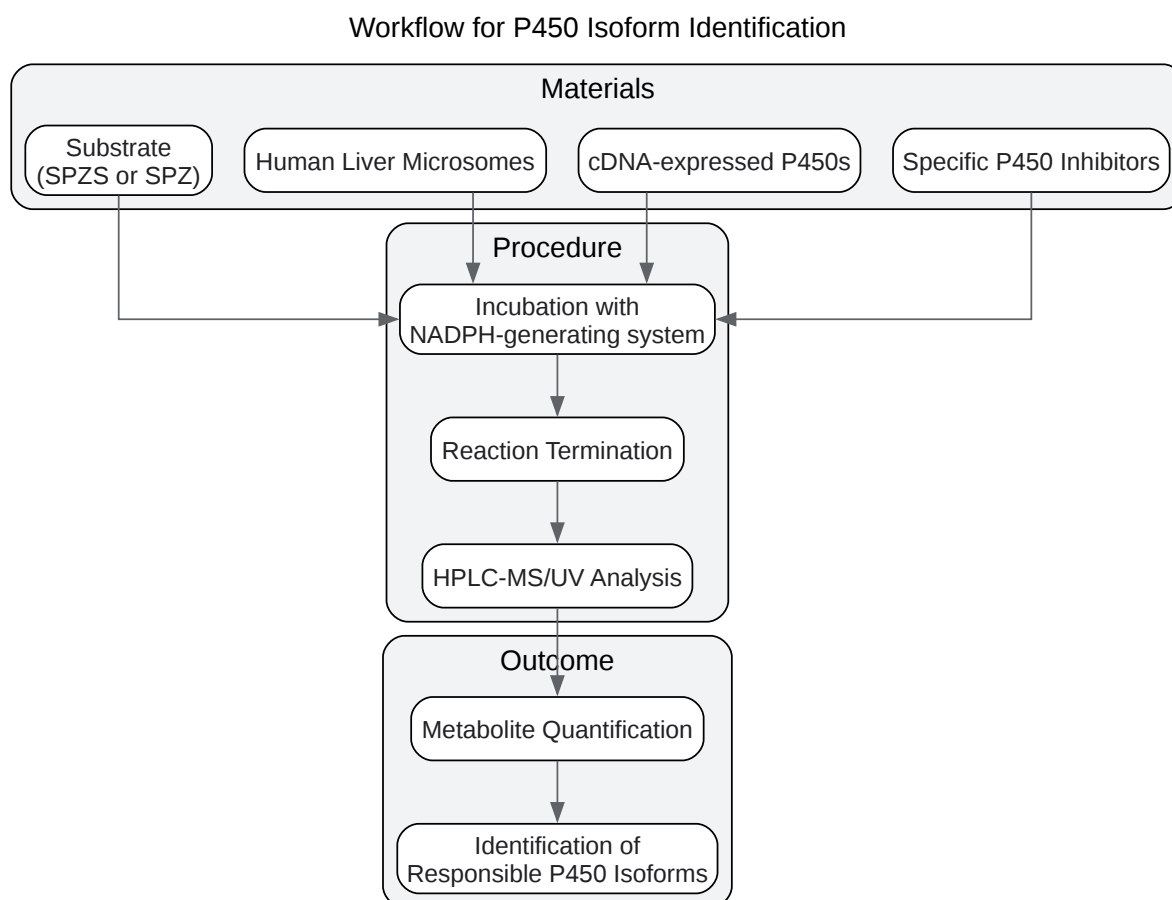 Workflow for P450 Isoform Identification
Materials
Substrate
(SPZS or SPZ)
Human Liver Microsomes
cDNA-expressed P450s
Specific P450 Inhibitors
Procedure
Incubation with
NADPH-generating system
Reaction Termination
HPLC-MS/UV Analysis
Outcome
Metabolite Quantification
Identification of
Responsible P450 Isoforms